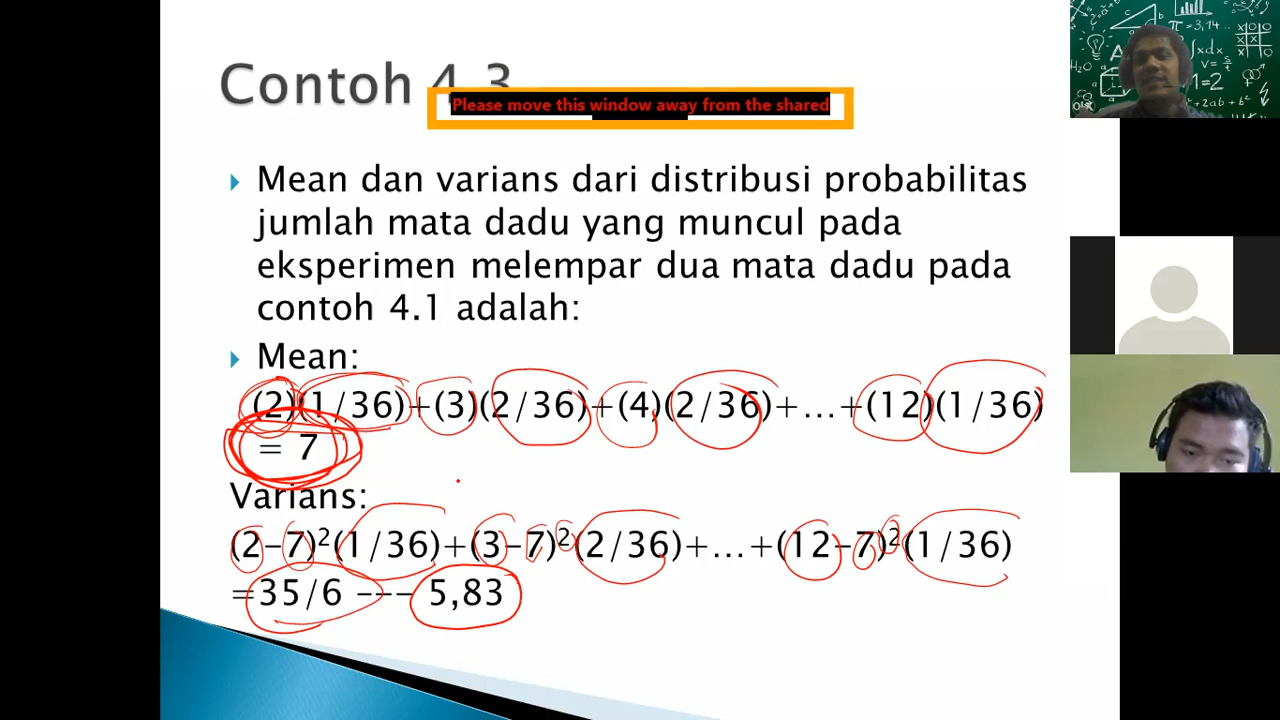 Contoh 4.3
Please move this window away from the shared
Mean dan varians dari distribusi probabilitas
jumlah mata dadu yang muncul pada
eksperimen melempar dua mata dadu pada
contoh 4.1 adalah:
Mean:
(2)(1/36)+(3)(2/36)+(4)(2/36)+...+(12)(1/36)
= 7
Varians:
(2-7)²(1/36)+(3-7)²(2/36)+...+(12-7)²(1/36)
=35/6 --- 5,83